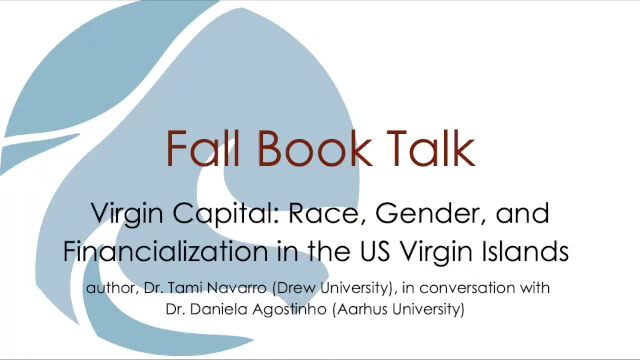 Fall Book Talk
Virgin Capital: Race, Gender, and
Financialization in the US Virgin Islands
author, Dr. Tami Navarro (Drew University), in conversation with
Dr. Daniela Agostinho (Aarhus University)